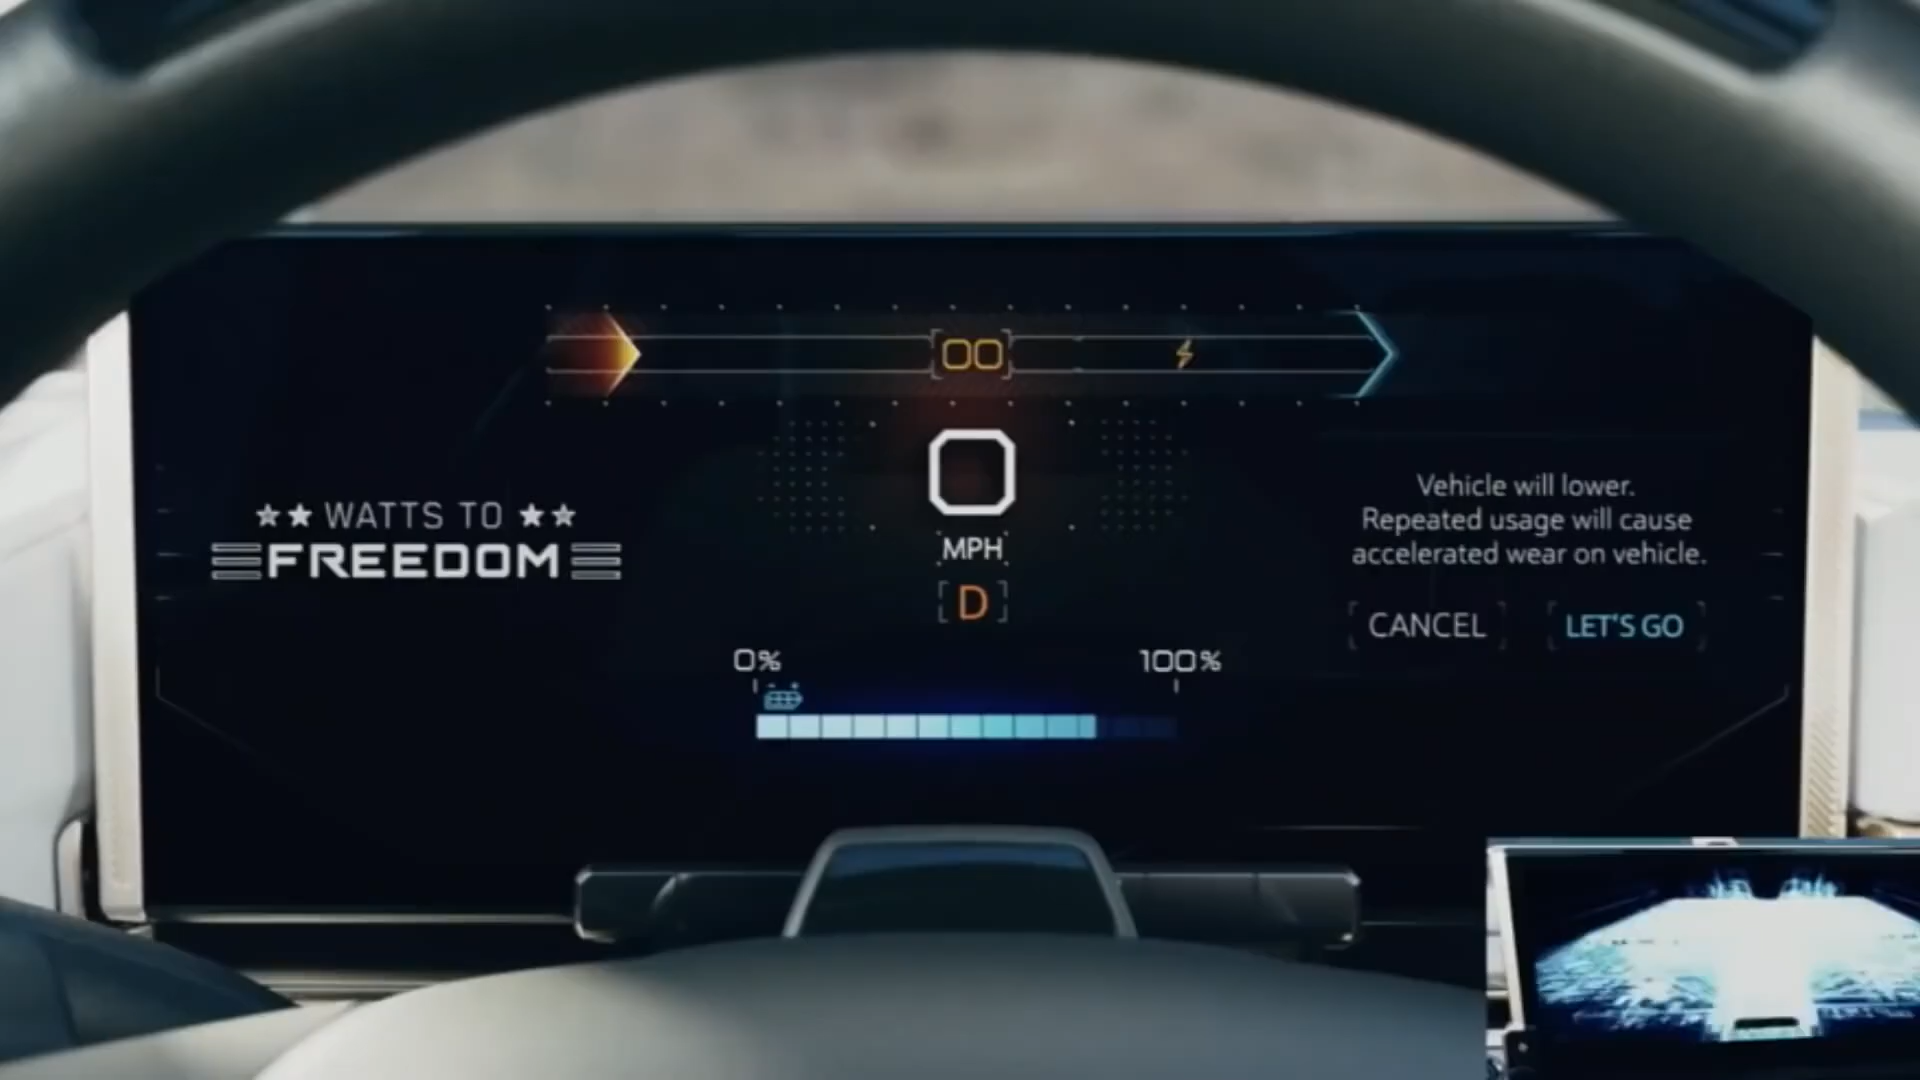 00
0
MPH
D
WATTS TO
FREEDOM
Vehicle will lower.
Repeated usage will cause
accelerated wear on vehicle.
CANCEL LET'S GO
0% 100%